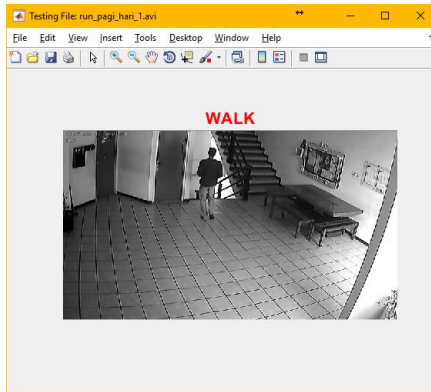 Testing File: run_pagi_hari_1.avi
File Edit View Insert Tools Desktop Window Help
WALK